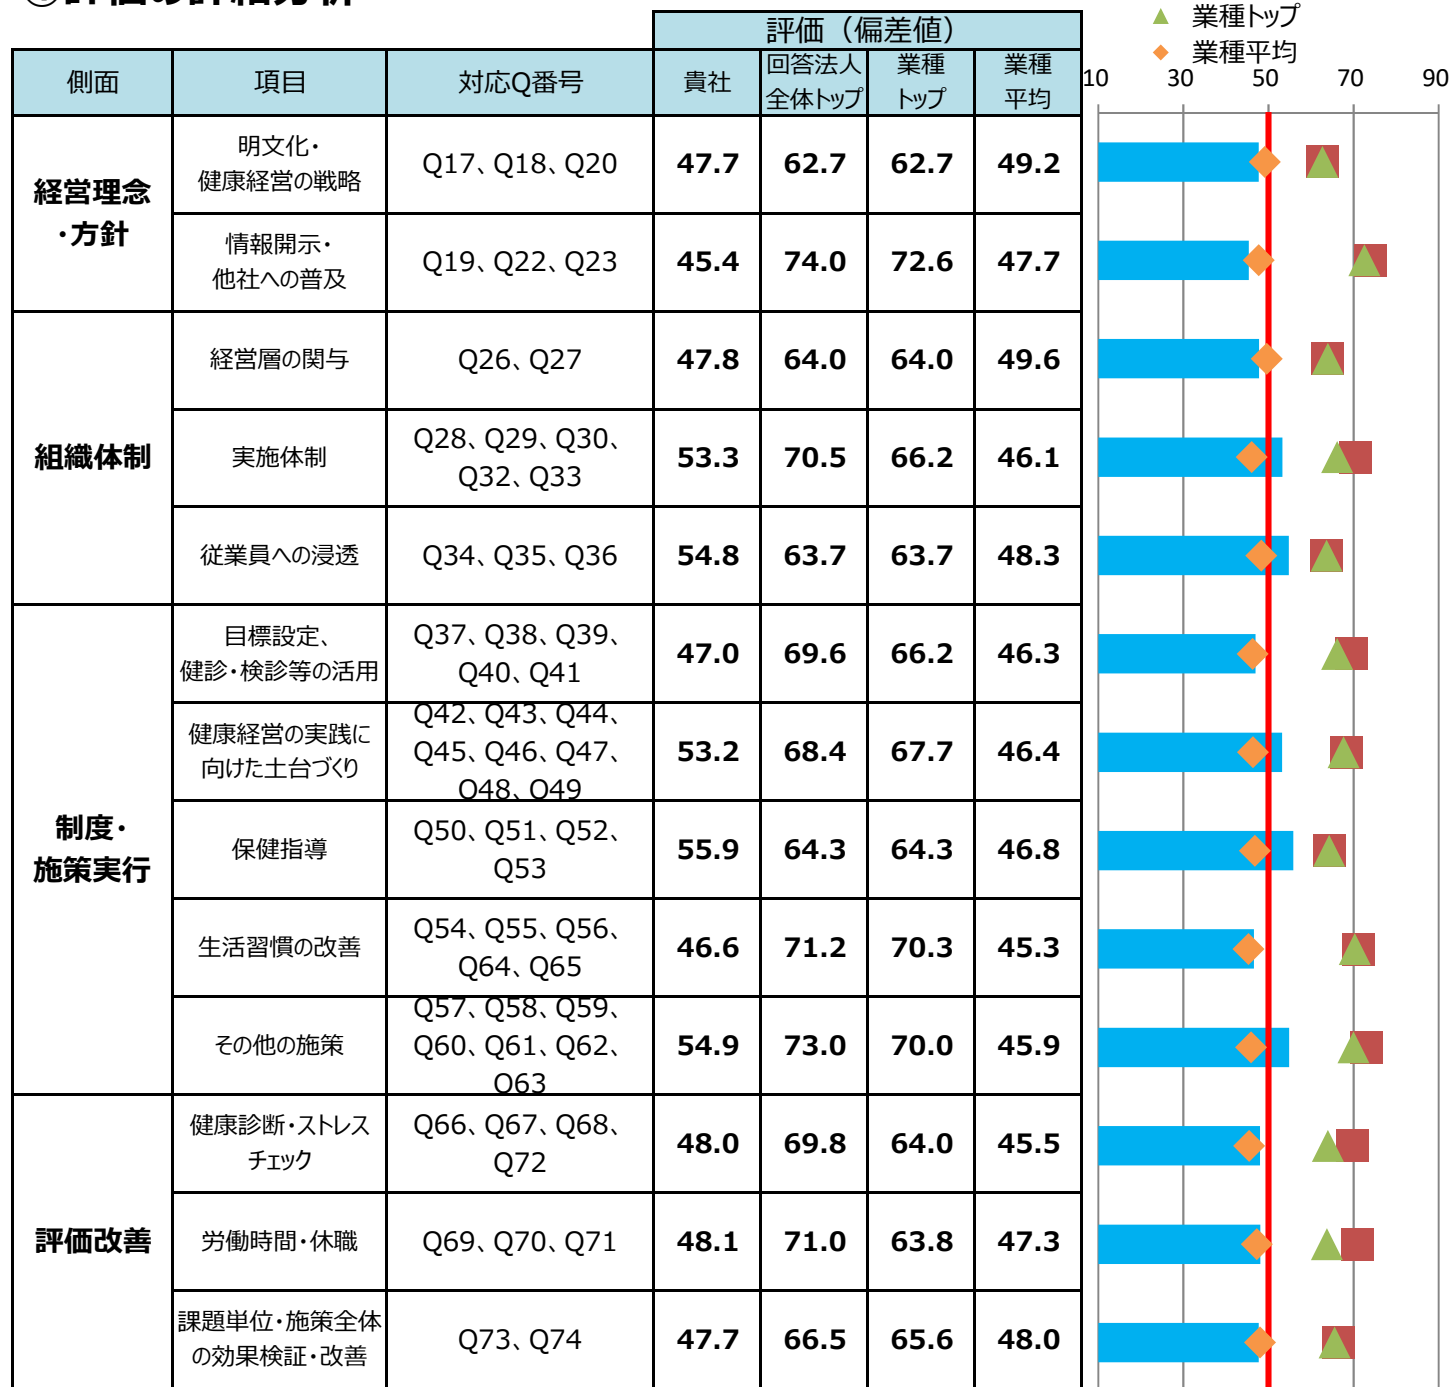 ▲ 業種トップ
◆ 業種平均
評価（偏差値）
側面 項目 対応Q番号 貴社 回答法人 業種 業種
全体トップ トップ 平均
10 30 50 70 90
経営理念
・方針
明文化・
健康経営の戦略
Q17、Q18、Q20 47.7 62.7 62.7 49.2
情報開示・
他社への普及
Q19、Q22、Q23 45.4 74.0 72.6 47.7
組織体制
経営層の関与 Q26、Q27 47.8 64.0 64.0 49.6
実施体制
Q28、Q29、Q30、
Q32、Q33
53.3 70.5 66.2 46.1
従業員への浸透 Q34、Q35、Q36 54.8 63.7 63.7 48.3
制度・
施策実行
目標設定、
健診・検診等の活用
Q37、Q38、Q39、
Q40、Q41
47.0 69.6 66.2 46.3
健康経営の実践に
向けた土台づくり
Q42、Q43、Q44、
Q45、Q46、Q47、
Q48、Q49
53.2 68.4 67.7 46.4
保健指導
Q50、Q51、Q52、
Q53
55.9 64.3 64.3 46.8
生活習慣の改善
Q54、Q55、Q56、
Q64、Q65
46.6 71.2 70.3 45.3
その他の施策
Q57、Q58、Q59、
Q60、Q61、Q62、
Q63
54.9 73.0 70.0 45.9
評価改善
健康診断・ストレス
チェック
Q66、Q67、Q68、
Q72
48.0 69.8 64.0 45.5
労働時間・休職 Q69、Q70、Q71 48.1 71.0 63.8 47.3
課題単位・施策全体
の効果検証・改善
Q73、Q74 47.7 66.5 65.6 48.0